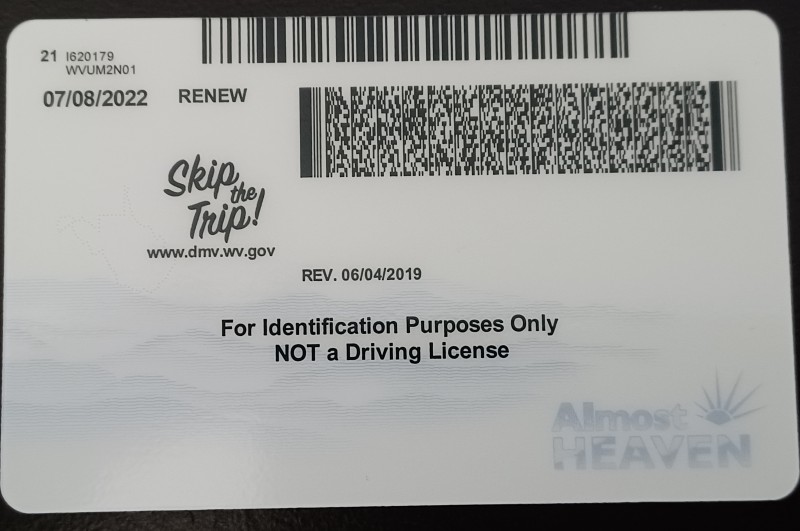 21 I620179
WVUM2N01
07/08/2022 RENEW
Skip
the
Trip!
www.dmv.wv.gov
REV. 06/04/2019
For Identification Purposes Only
NOT a Driving License
Almost
HEAVEN